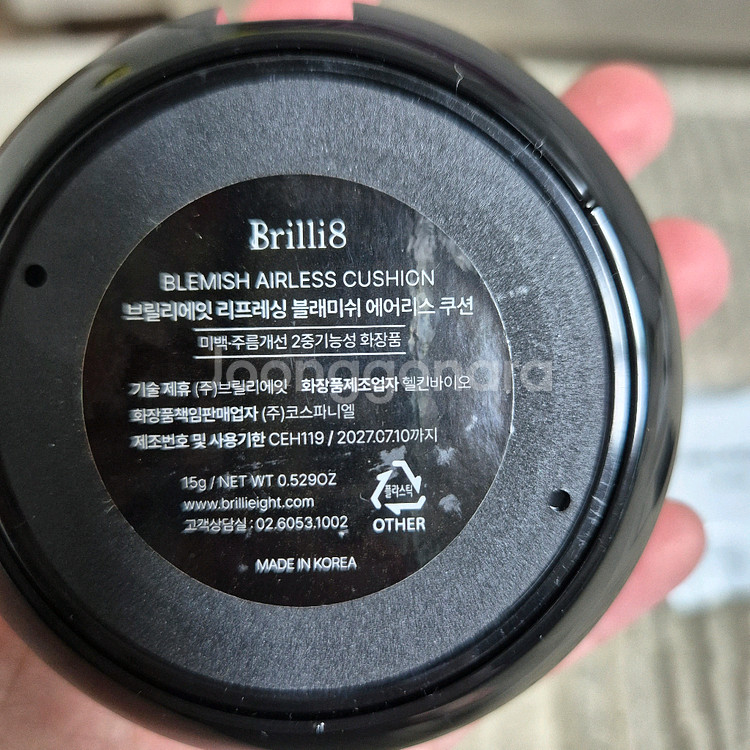 Brilli8
BLEMISH AIRLESS CUSHION
브릴리에잇 리프레싱 블래미쉬 에어리스 쿠션
미백·주름개선 2중기능성 화장품
joonggonara
기술 제휴 (주)브릴리에잇 화장품제조업자 헬킨바이오
화장품책임판매업자 (주)코스파니엘
제조번호 및 사용기한 CEH119 / 2027.07.10까지
15g / NET WT 0.529OZ
www.brillieight.com
고객상담실 : 02.6053.1002
플라스틱
OTHER
MADE IN KOREA